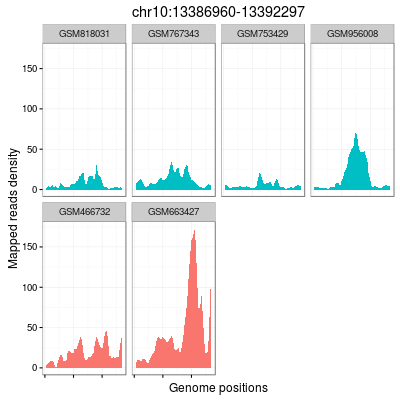 chr10:13386960-13392297
GSM818031 GSM767343 GSM753429 GSM956008
150
100
50
0
GSM466732 GSM663427
150
100
50
0
Mapped reads density
Genome positions